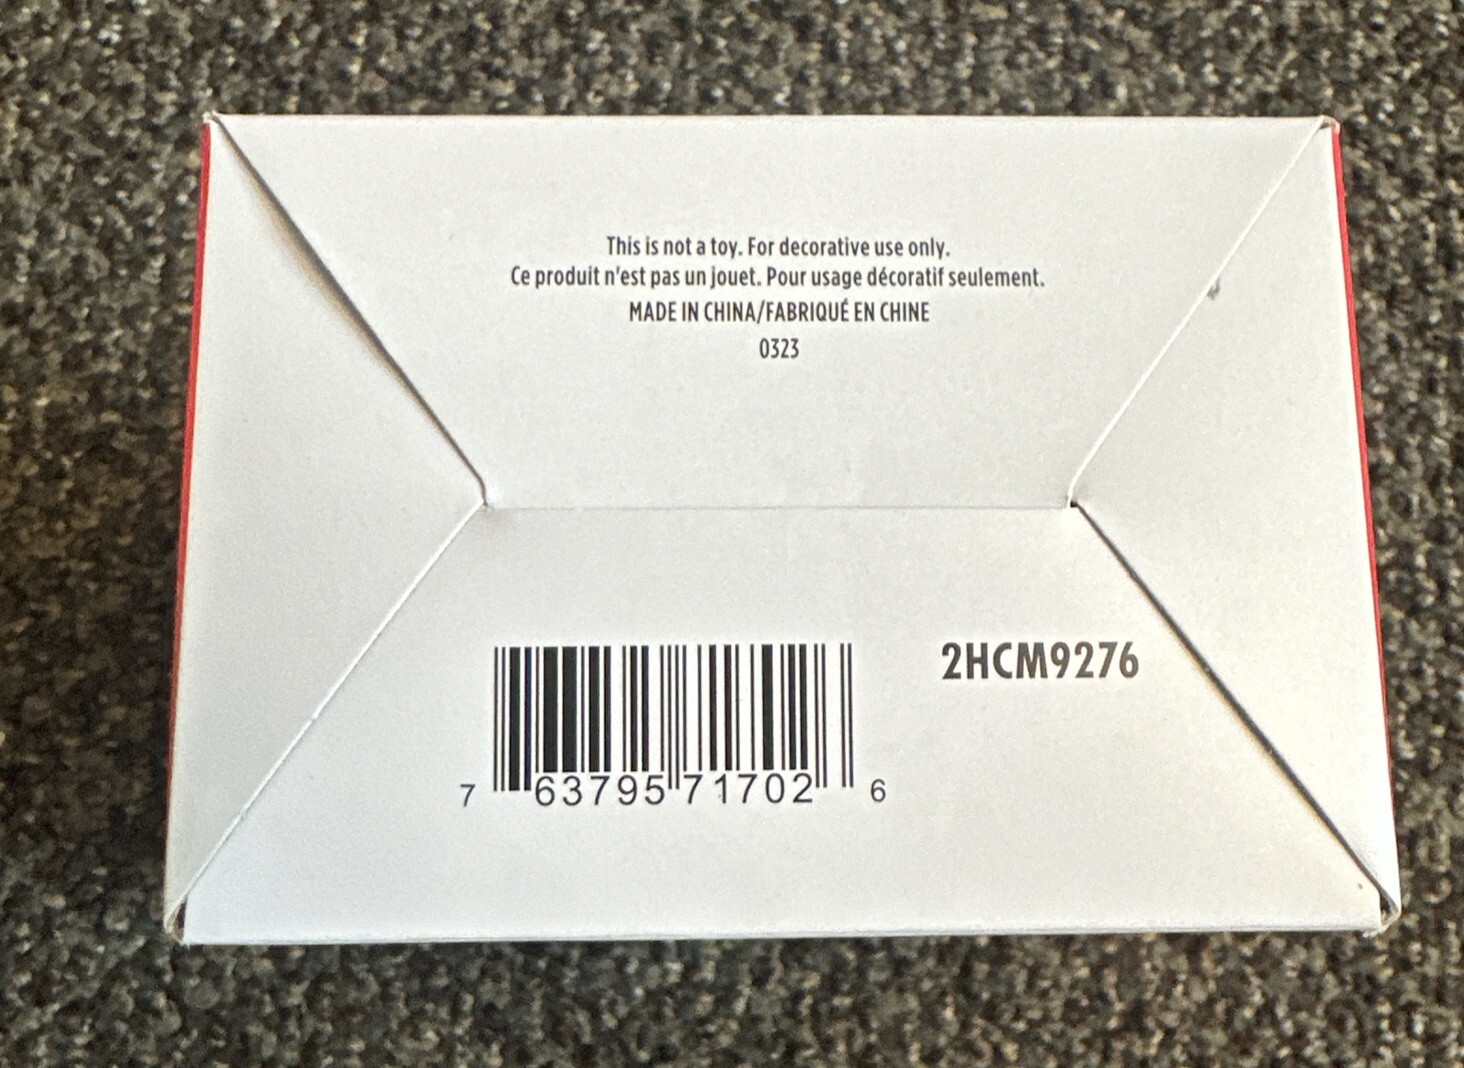 This is not a toy. For decorative use only.
Ce produit n'est pas un jouet. Pour usage décoratif seulement.
MADE IN CHINA/FABRIQUÉ EN CHINE
0323
2HCM9276
7 63795 71702 6